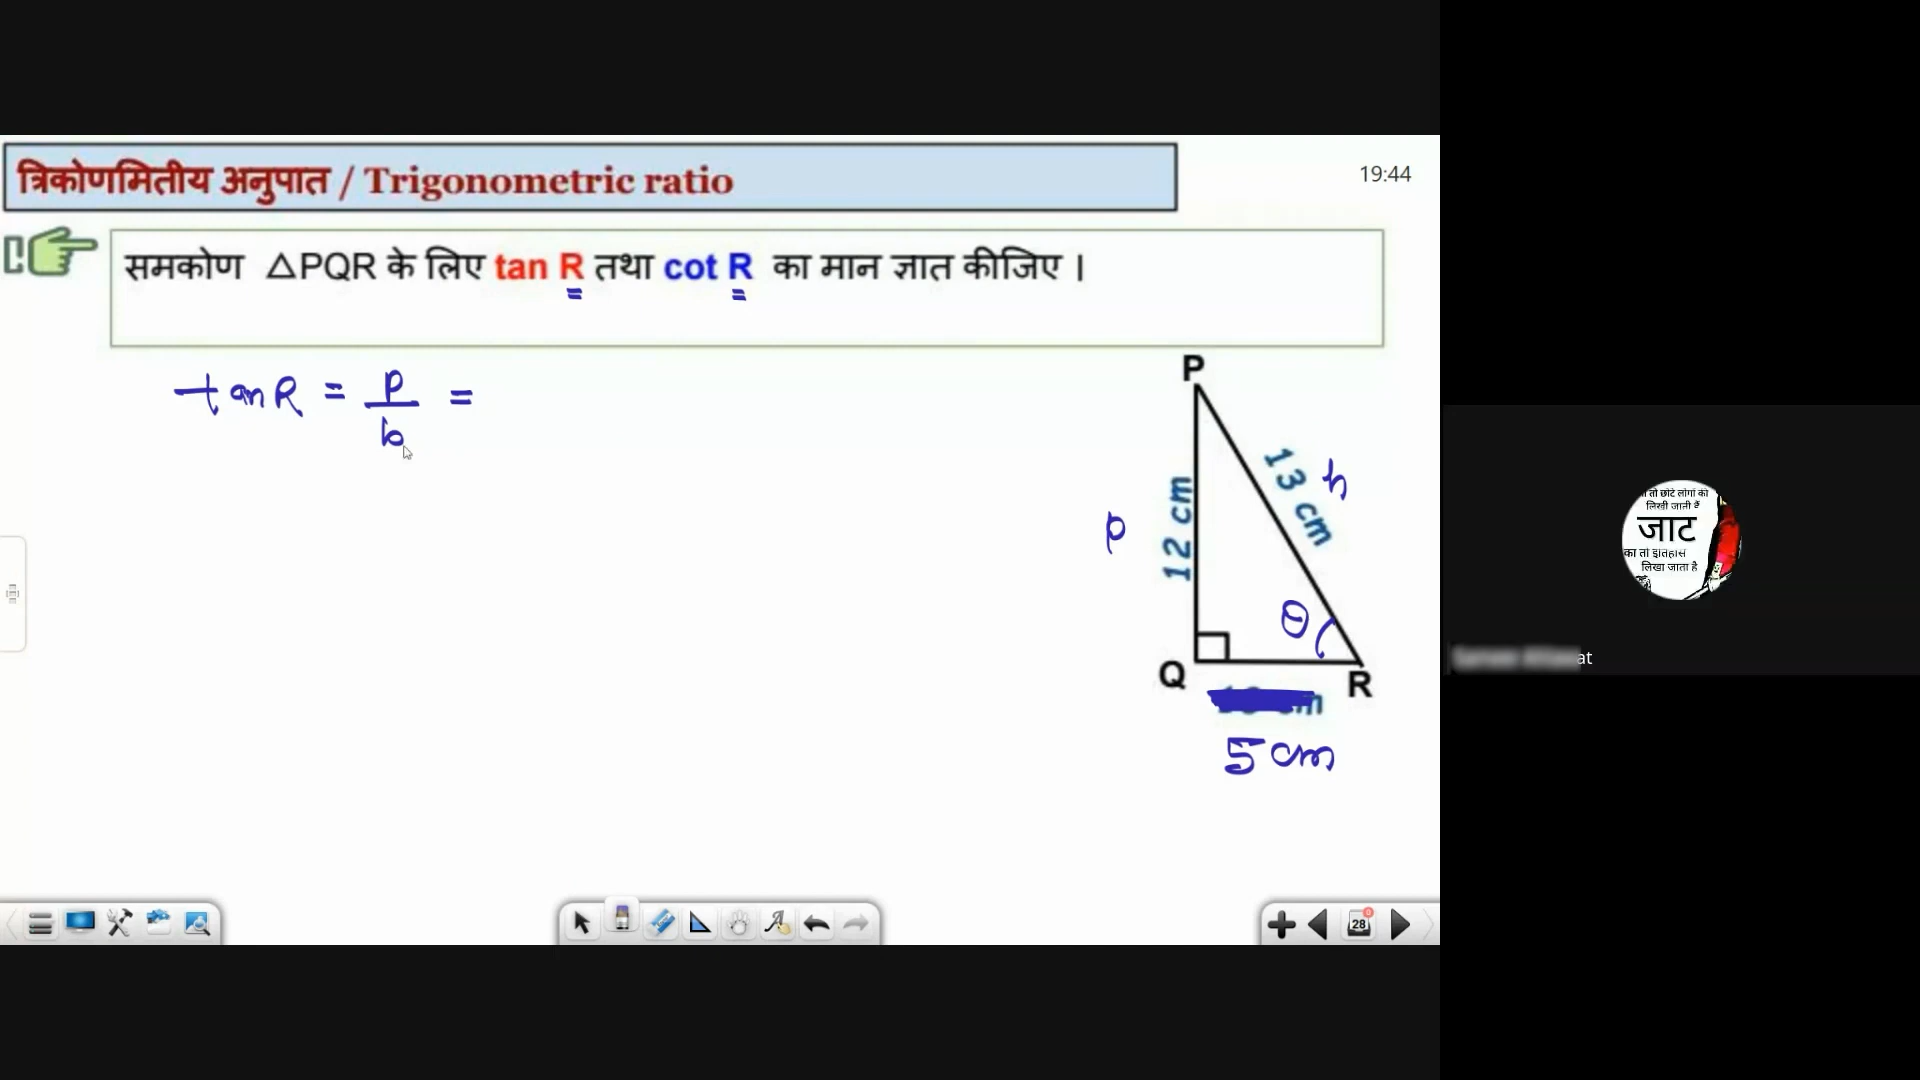 त्रिकोणमितीय अनुपात / Trigonometric ratio
19:44
समकोण △PQR के लिए tan R तथा cot R का मान ज्ञात कीजिए ।
tan R = p/b =
P
13 cm
h
12 cm
p
θ
Q
R
5 cm
तो छोटे लोगों की
लिखी जाती हैं
जाट
का तो इतिहास
लिखा जाता है
at
28